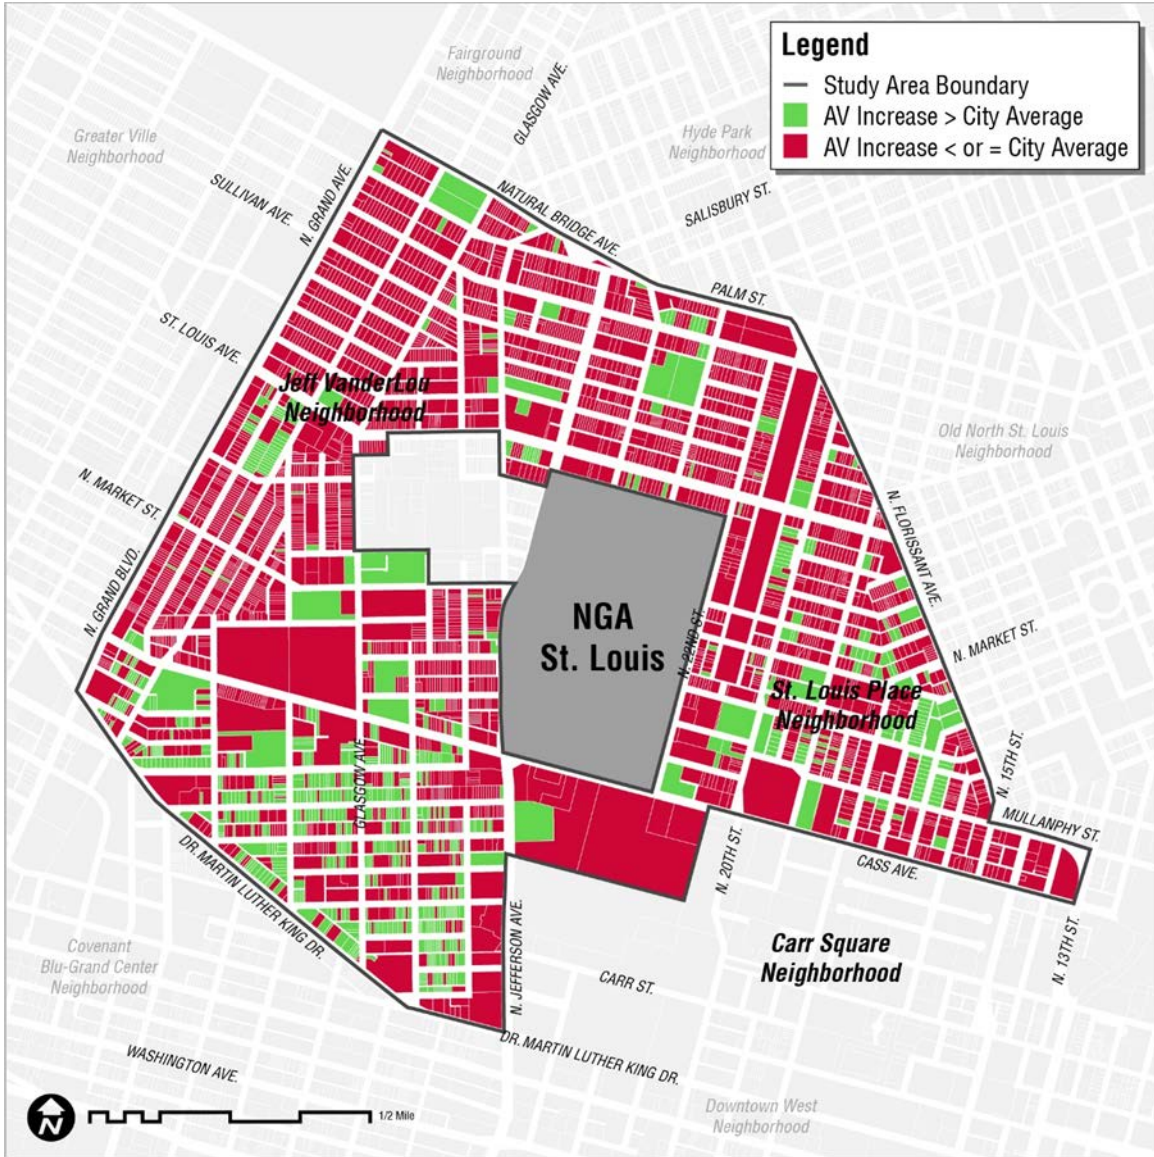 Legend
Study Area Boundary
AV Increase > City Average
AV Increase < or = City Average
Fairground
Neighborhood
GLASGOW AVE.
Greater Ville
Neighborhood
Hyde Park
Neighborhood
SULLIVAN AVE.
N. GRAND AVE.
NATURAL BRIDGE AVE.
SALISBURY ST.
PALM ST.
ST. LOUIS AVE.
Jeff VanderLou
Neighborhood
Old North St. Louis
Neighborhood
N. MARKET ST.
N. FLORISSANT AVE.
N. GRAND BLVD.
NGA
St. Louis
N. 22ND ST.
N. MARKET ST.
St. Louis Place
Neighborhood
GLASGOW AVE.
N. 15TH ST.
MULLANPHY ST.
DR. MARTIN LUTHER KING DR.
N. 20TH ST.
CASS AVE.
Covenant
Blu-Grand Center
Neighborhood
N. JEFFERSON AVE.
Carr Square
Neighborhood
N. 13TH ST.
CARR ST.
WASHINGTON AVE.
DR. MARTIN LUTHER KING DR.
Downtown West
Neighborhood
N
1/2 Mile